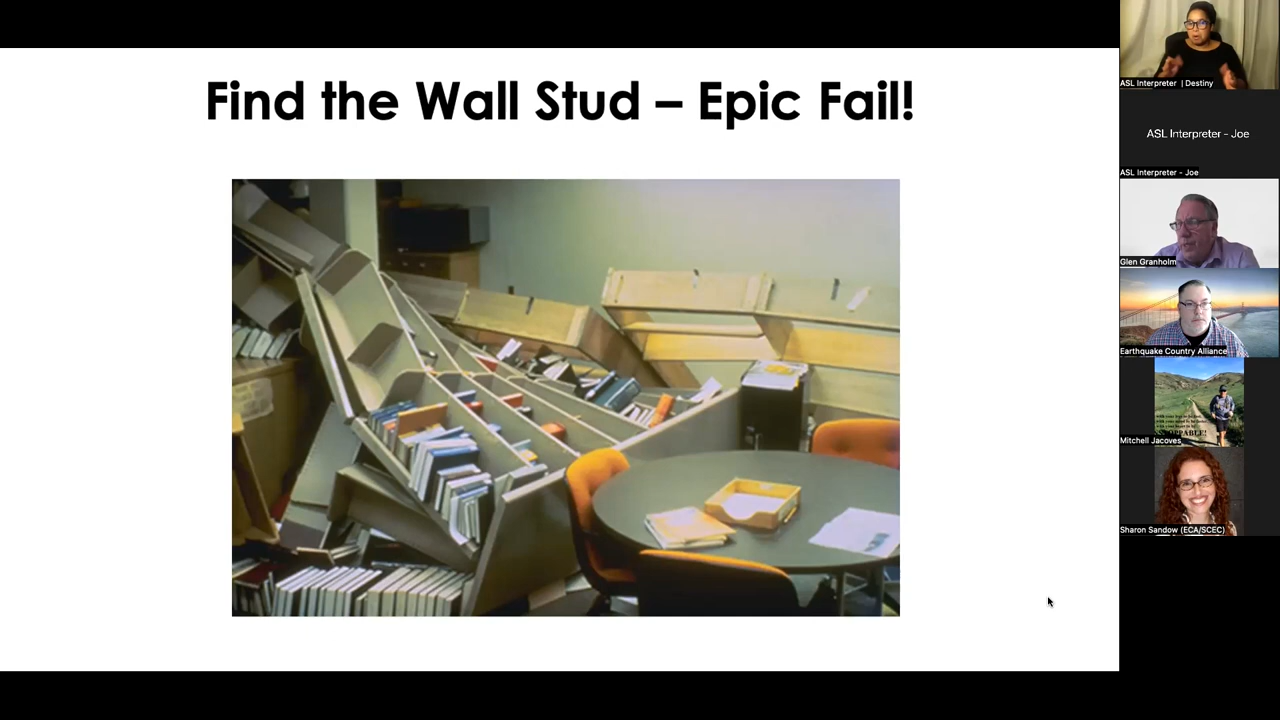 Find the Wall Stud – Epic Fail!
ASL Interpreter | Destiny
ASL Interpreter - Joe
ASL Interpreter - Joe
Glen Granholm
Earthquake Country Alliance
Mitchell Jacoves
Sharon Sandow (ECA/SCEC)